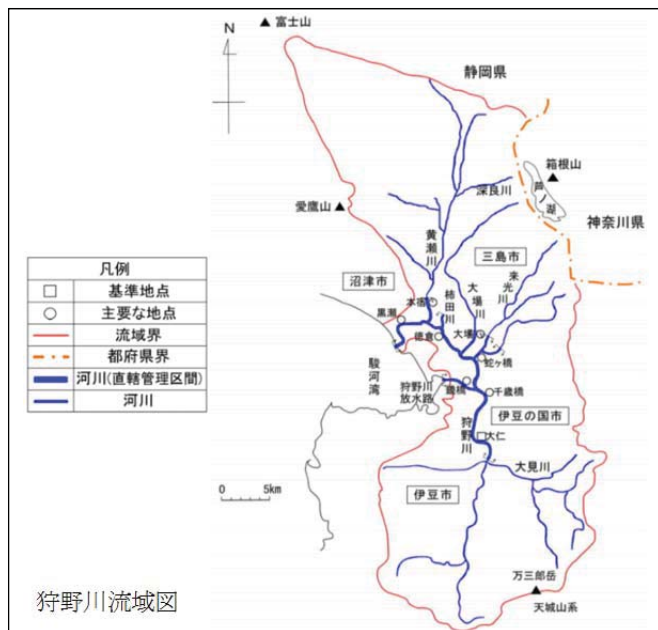 富士山
N
静岡県
箱根山
芦ノ湖
深良川
愛鷹山
神奈川県
黄瀬川
三島市
来光川
沼津市
大場川
柿田川
本宿
黒瀬
大場
徳倉
蛇ヶ橋
駿河湾
狩野川
放水路
墹橋
千歳橋
伊豆の国市
狩野川
大仁
大見川
伊豆市
0 5km
万三郎岳
天城山系
凡例
基準地点
主要な地点
流域界
都府県界
河川(直轄管理区間)
河川
狩野川流域図